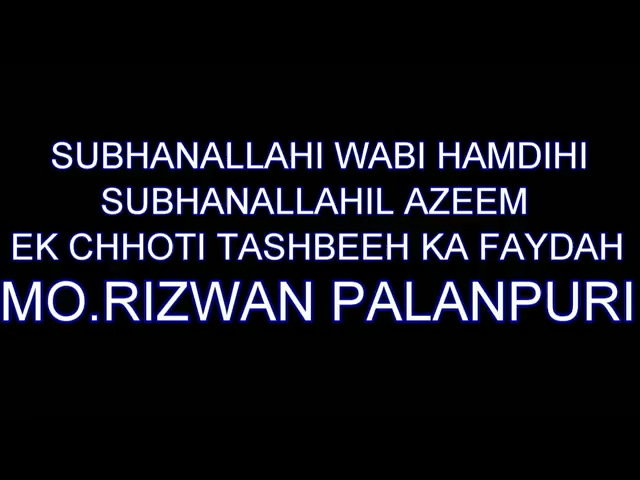 SUBHANALLAHI WABI HAMDIHI
SUBHANALLAHIL AZEEM
EK CHHOTI TASHBEEH KA FAYDAH
MO.RIZWAN PALANPURI